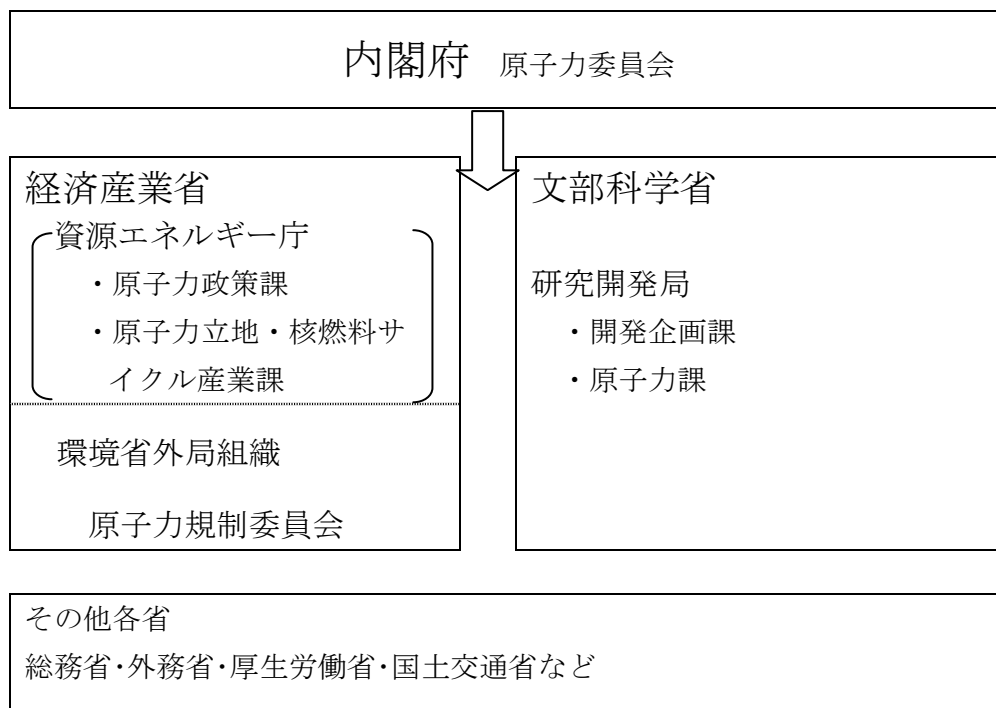 内閣府 原子力委員会
経済産業省
資源エネルギー庁
・原子力政策課
・原子力立地・核燃料サ
イクル産業課
環境省外局組織
原子力規制委員会
文部科学省
研究開発局
・開発企画課
・原子力課
その他各省
総務省・外務省・厚生労働省・国土交通省など